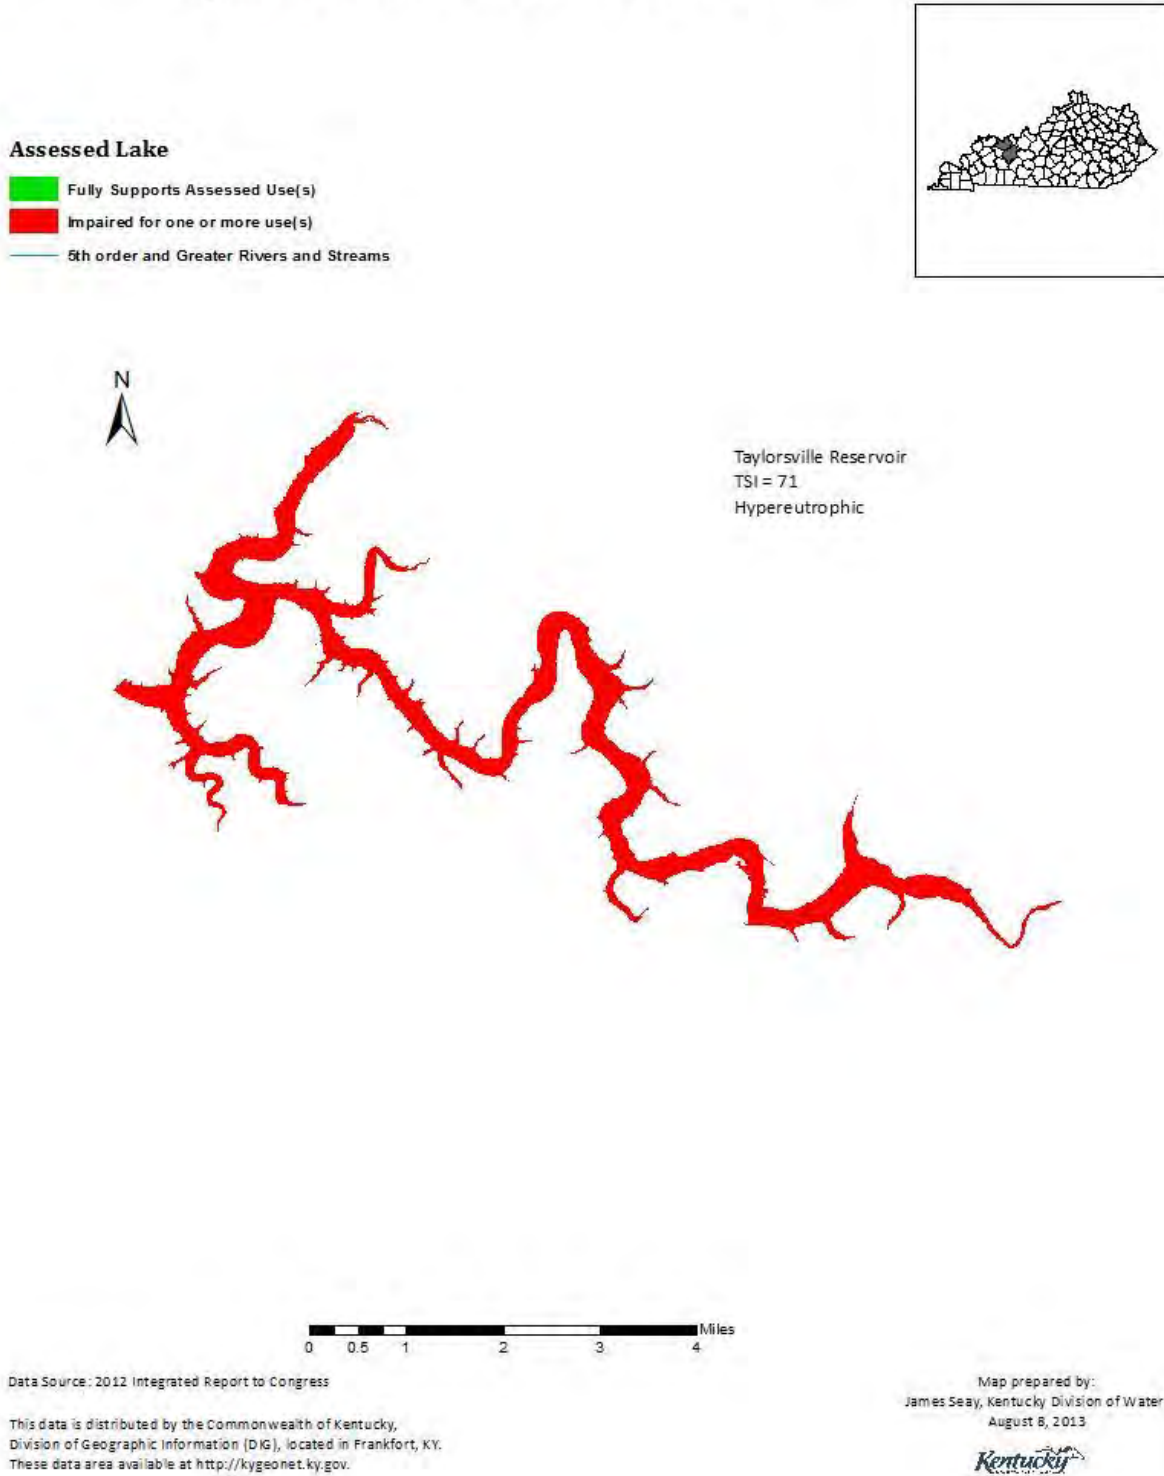 Assessed Lake
Fully Supports Assessed Use(s)
Impaired for one or more use(s)
5th order and Greater Rivers and Streams
N
Taylorsville Reservoir
TSI = 71
Hypereutrophic
Miles
0 0.5 1 2 3 4
Data Source: 2012 Integrated Report to Congress
This data is distributed by the Commonwealth of Kentucky,
Division of Geographic Information (DIG), located in Frankfort, KY.
These data area available at http://kygeonet.ky.gov.
Map prepared by:
James Seay, Kentucky Division of Water
August 8, 2013
Kentucky